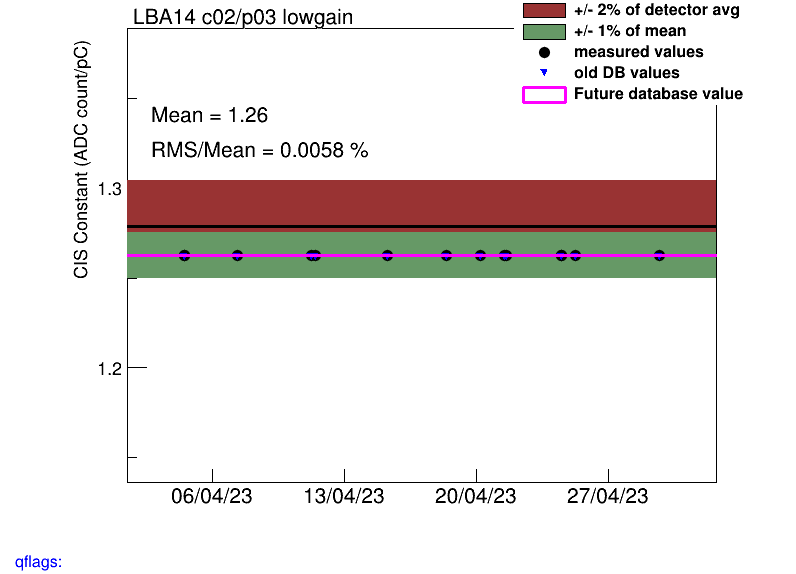 LBA14 c02/p03 lowgain
+/- 2% of detector avg
+/- 1% of mean
measured values
old DB values
Future database value
Mean = 1.26
RMS/Mean = 0.0058 %
CIS Constant (ADC count/pC)
1.3
1.2
06/04/23 13/04/23 20/04/23 27/04/23
qflags: